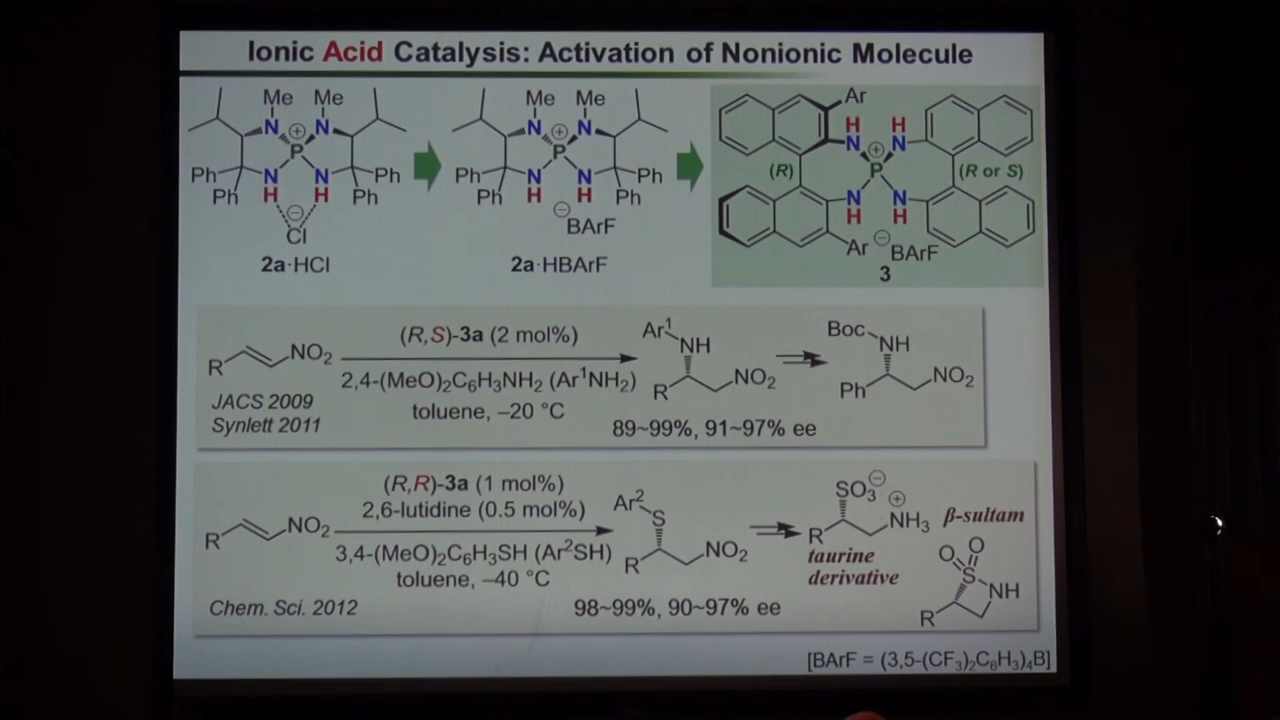 Ionic Acid Catalysis: Activation of Nonionic Molecule
Me Me
N ⊕ N
P
Ph N N Ph
Ph H H Ph
⊖
Cl
2a·HCl
Me Me
N ⊕ N
P
Ph N N Ph
Ph H H Ph
⊖
BArF
2a·HBArF
Ar
H H
N ⊕ N
(R) P (R or S)
N N
H H
Ar ⊖ BArF
3
R NO2
(R,S)-3a (2 mol%)
2,4-(MeO)2C6H3NH2 (Ar1NH2)
toluene, –20 °C
JACS 2009
Synlett 2011
Ar1 NH
R NO2
89~99%, 91~97% ee
Boc NH
Ph NO2
R NO2
(R,R)-3a (1 mol%)
2,6-lutidine (0.5 mol%)
3,4-(MeO)2C6H3SH (Ar2SH)
toluene, –40 °C
Chem. Sci. 2012
Ar2 S
R NO2
98~99%, 90~97% ee
SO3 ⊖ ⊕
R NH3
taurine
derivative
β-sultam
O O
S NH
R
[BArF = (3,5-(CF3)2C6H3)4B]